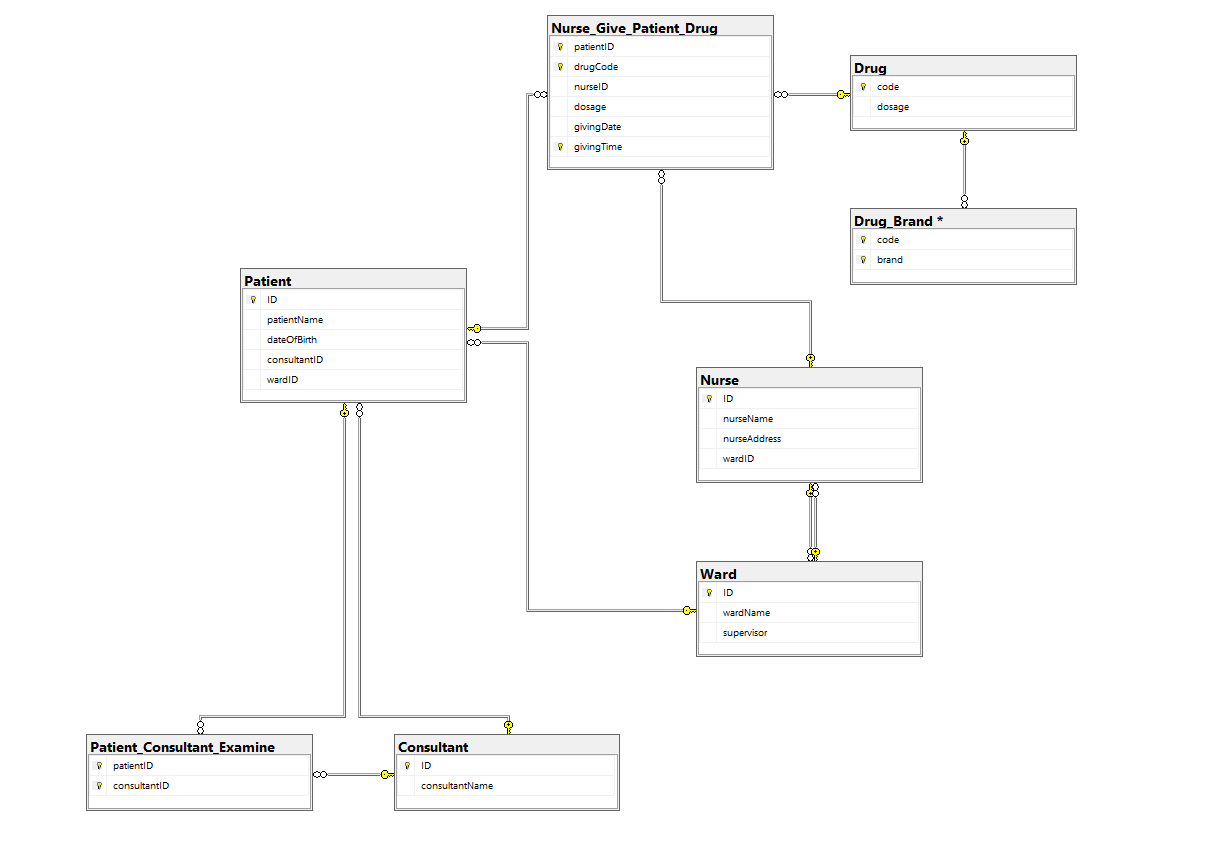 Nurse_Give_Patient_Drug
patientID
drugCode
nurseID
dosage
givingDate
givingTime
Drug
code
dosage
Drug_Brand *
code
brand
Patient
ID
patientName
dateOfBirth
consultantID
wardID
Nurse
ID
nurseName
nurseAddress
wardID
Ward
ID
wardName
supervisor
Patient_Consultant_Examine
patientID
consultantID
Consultant
ID
consultantName